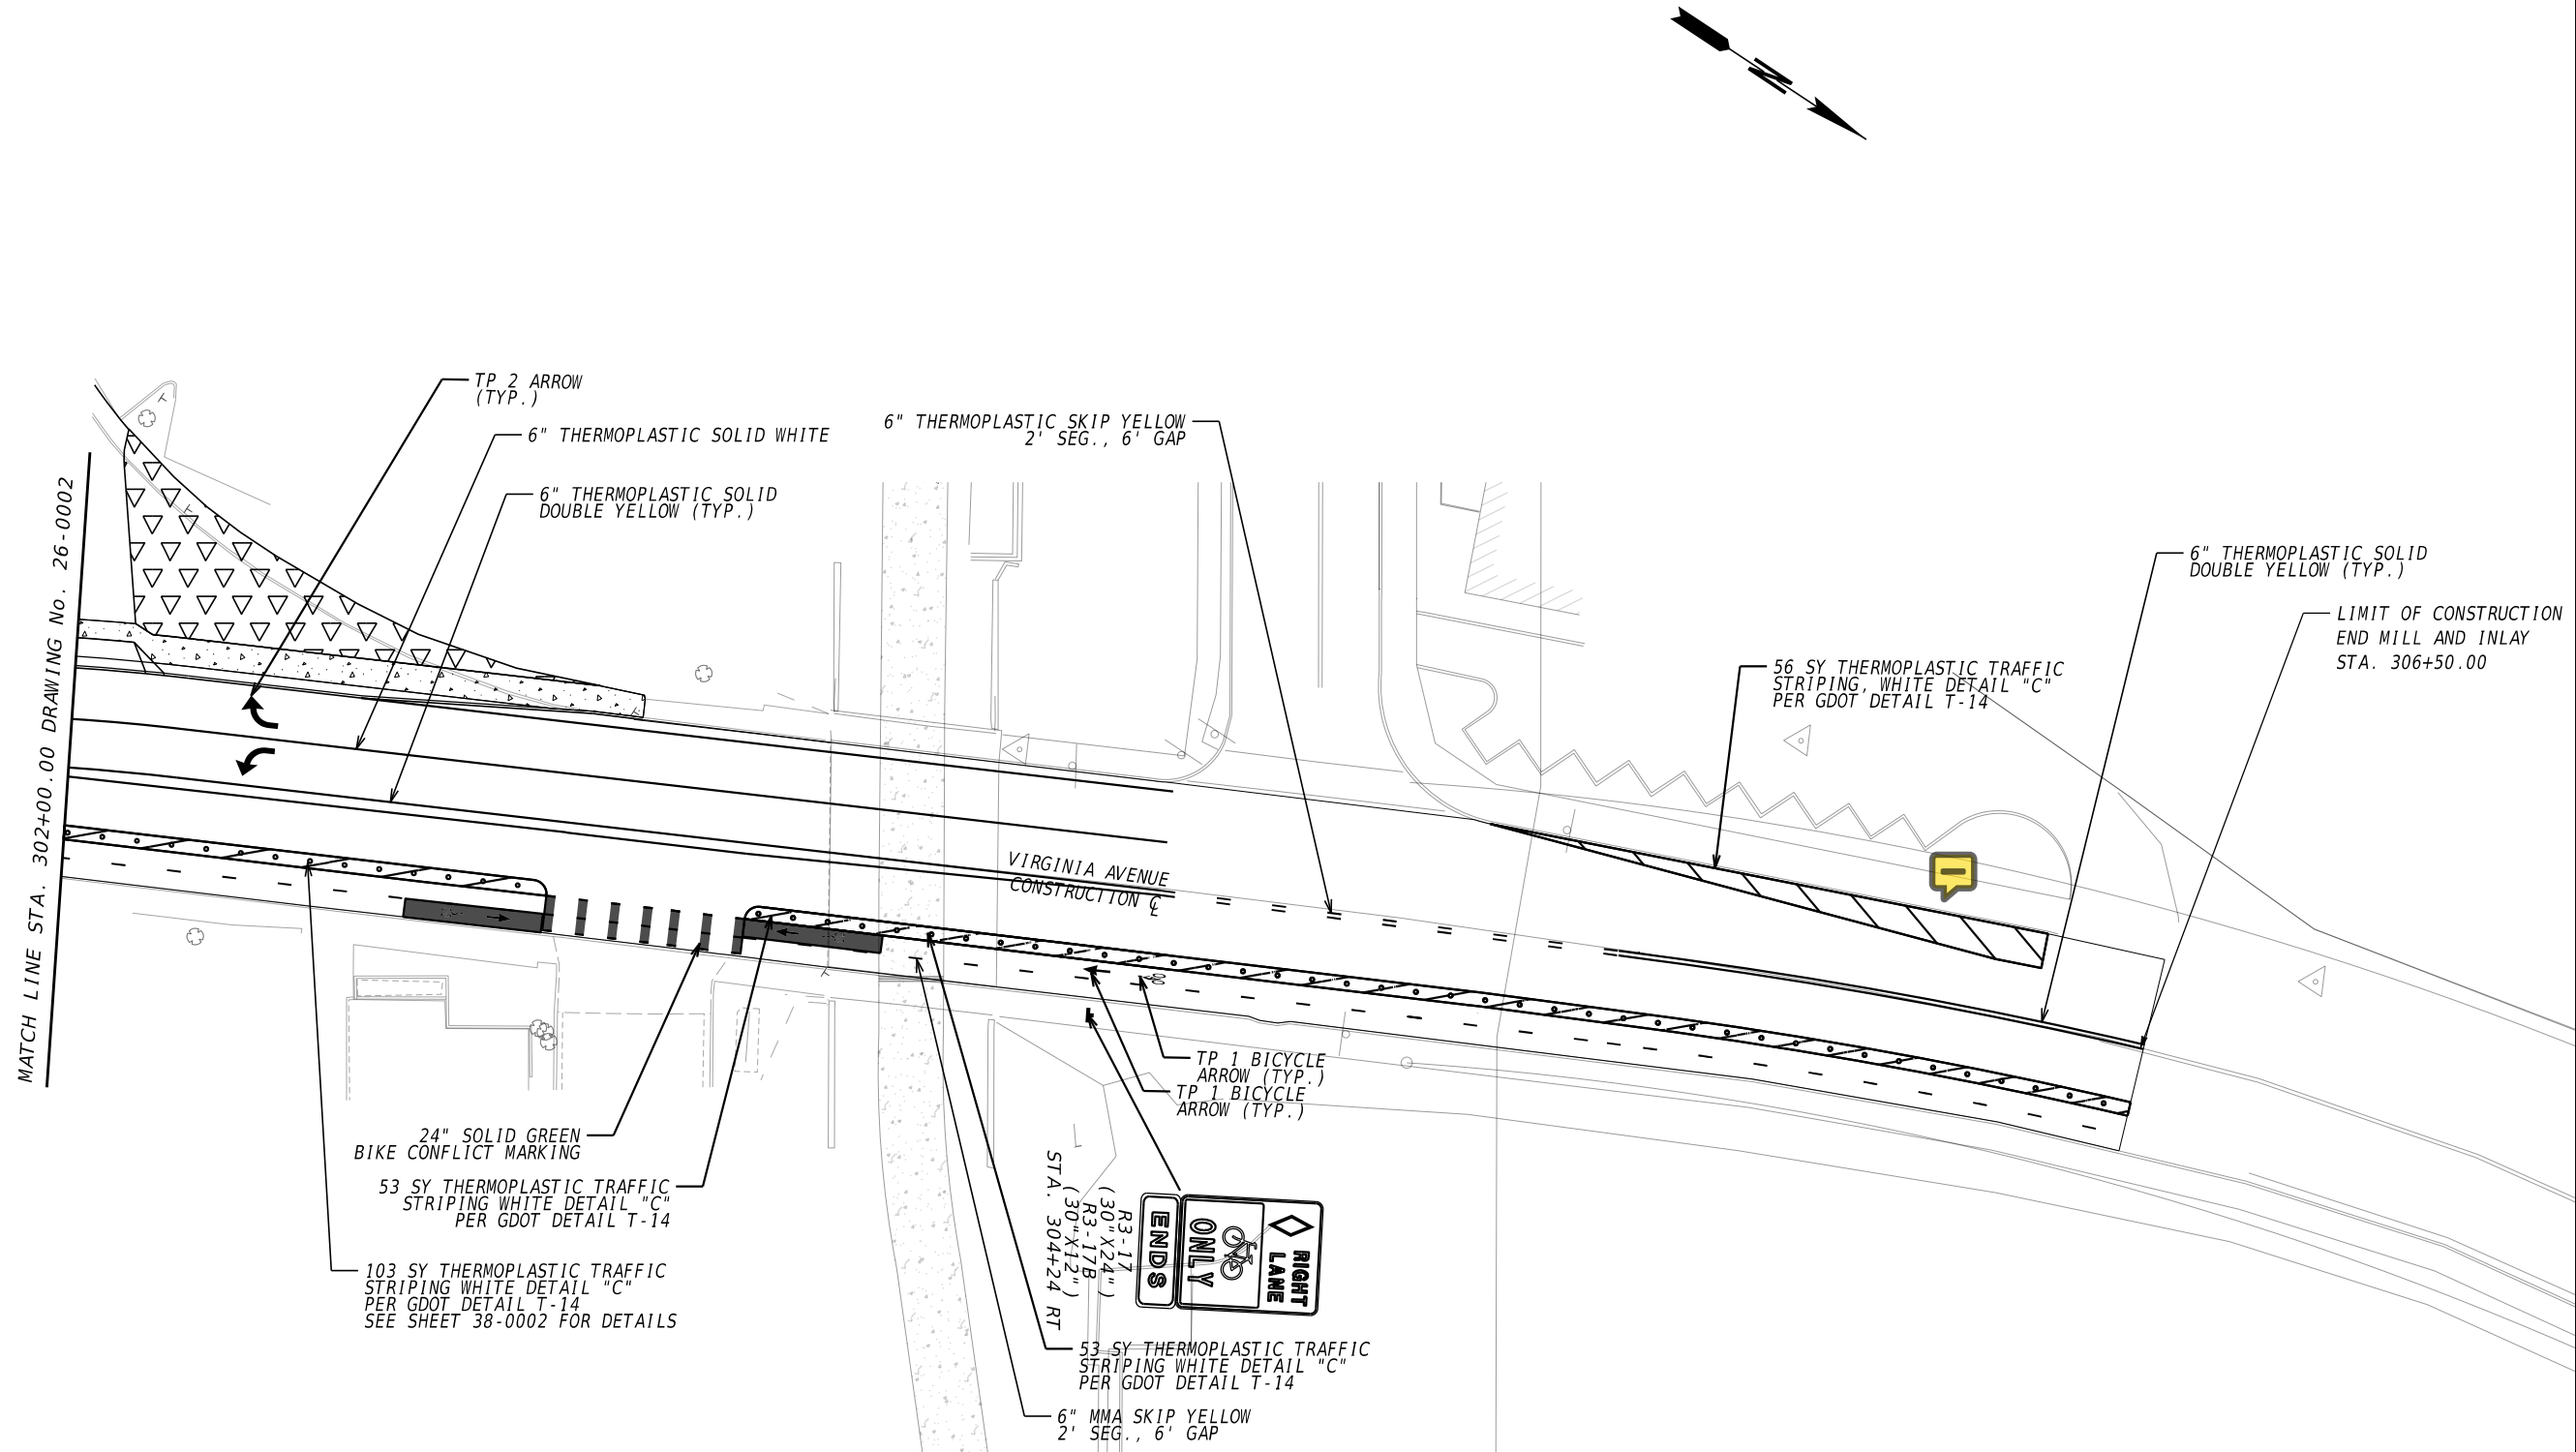 N
TP 2 ARROW
(TYP.)
6" THERMOPLASTIC SOLID WHITE
6" THERMOPLASTIC SOLID
DOUBLE YELLOW (TYP.)
6" THERMOPLASTIC SKIP YELLOW
2' SEG., 6' GAP
6" THERMOPLASTIC SOLID
DOUBLE YELLOW (TYP.)
LIMIT OF CONSTRUCTION
END MILL AND INLAY
STA. 306+50.00
56 SY THERMOPLASTIC TRAFFIC
STRIPING, WHITE DETAIL "C"
PER GDOT DETAIL T-14
MATCH LINE STA. 302+00.00 DRAWING No. 26-0002
VIRGINIA AVENUE
CONSTRUCTION ℄
TP 1 BICYCLE
ARROW (TYP.)
TP 1 BICYCLE
ARROW (TYP.)
24" SOLID GREEN
BIKE CONFLICT MARKING
53 SY THERMOPLASTIC TRAFFIC
STRIPING WHITE DETAIL "C"
PER GDOT DETAIL T-14
103 SY THERMOPLASTIC TRAFFIC
STRIPING WHITE DETAIL "C"
PER GDOT DETAIL T-14
SEE SHEET 38-0002 FOR DETAILS
R3-17
(30"X24")
R3-17B
(30"X12")
STA. 304+24 RT
RIGHT
LANE
ONLY
ENDS
53 SY THERMOPLASTIC TRAFFIC
STRIPING WHITE DETAIL "C"
PER GDOT DETAIL T-14
6" MMA SKIP YELLOW
2' SEG., 6' GAP